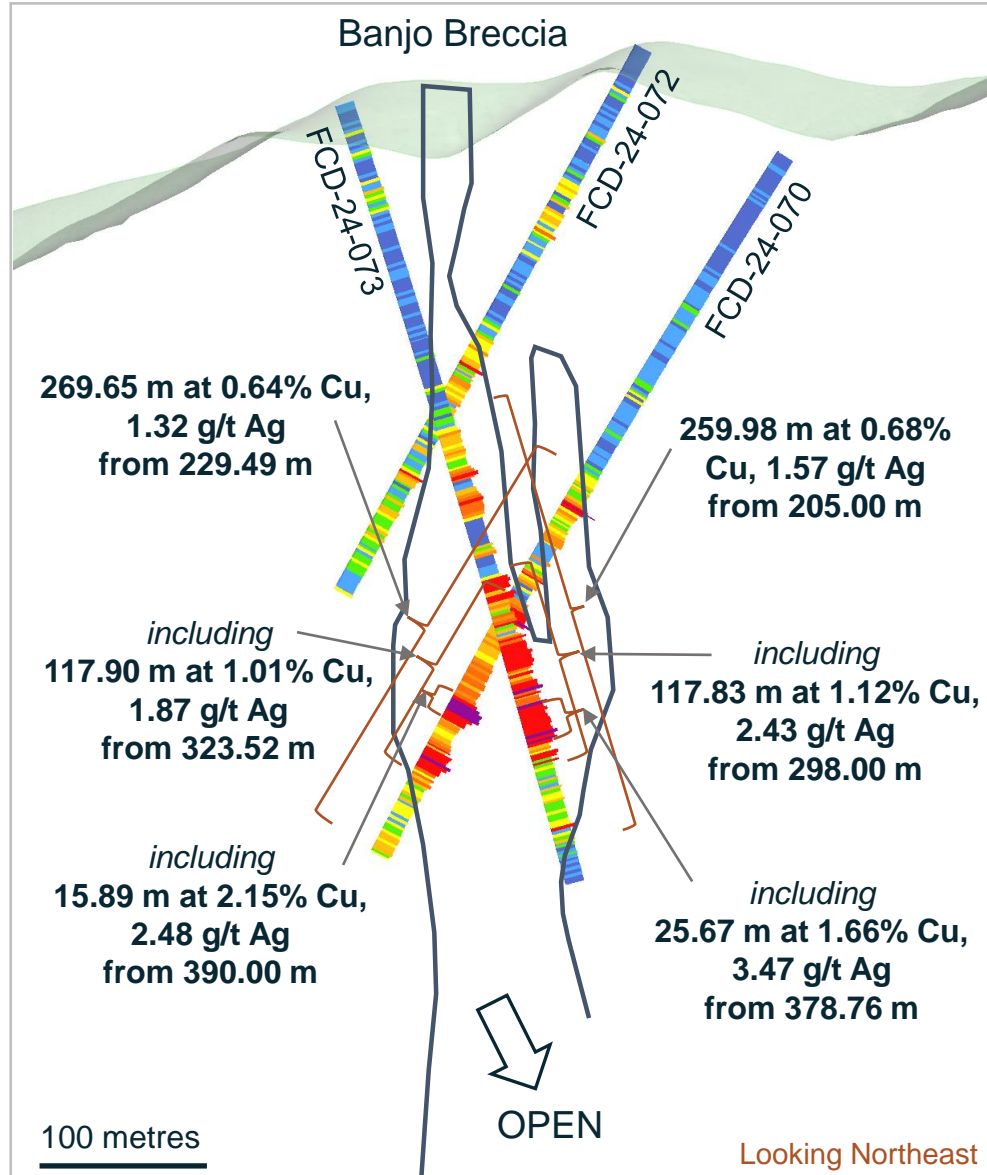 Banjo Breccia
FCD-24-073
FCD-24-072
FCD-24-070
269.65 m at 0.64% Cu,
1.32 g/t Ag
from 229.49 m
259.98 m at 0.68%
Cu, 1.57 g/t Ag
from 205.00 m
including
117.90 m at 1.01% Cu,
1.87 g/t Ag
from 323.52 m
including
117.83 m at 1.12% Cu,
2.43 g/t Ag
from 298.00 m
including
15.89 m at 2.15% Cu,
2.48 g/t Ag
from 390.00 m
including
25.67 m at 1.66% Cu,
3.47 g/t Ag
from 378.76 m
OPEN
100 metres
Looking Northeast